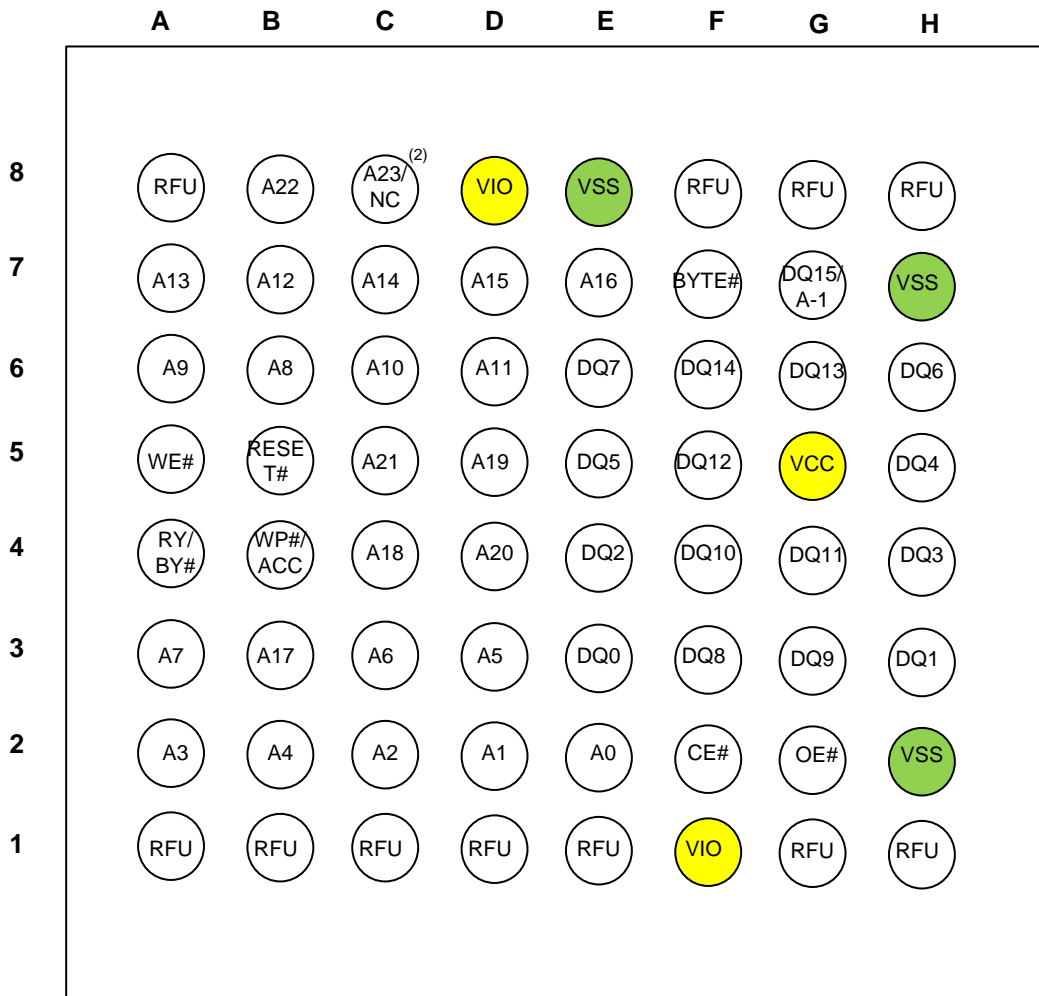 A B C D E F G H
8 RFU A22 A23/ NC (2) VIO VSS RFU RFU RFU
7 A13 A12 A14 A15 A16 BYTE# DQ15/ A-1 VSS
6 A9 A8 A10 A11 DQ7 DQ14 DQ13 DQ6
5 WE# RESE T# A21 A19 DQ5 DQ12 VCC DQ4
4 RY/ BY# WP#/ ACC A18 A20 DQ2 DQ10 DQ11 DQ3
3 A7 A17 A6 A5 DQ0 DQ8 DQ9 DQ1
2 A3 A4 A2 A1 A0 CE# OE# VSS
1 RFU RFU RFU RFU RFU VIO RFU RFU